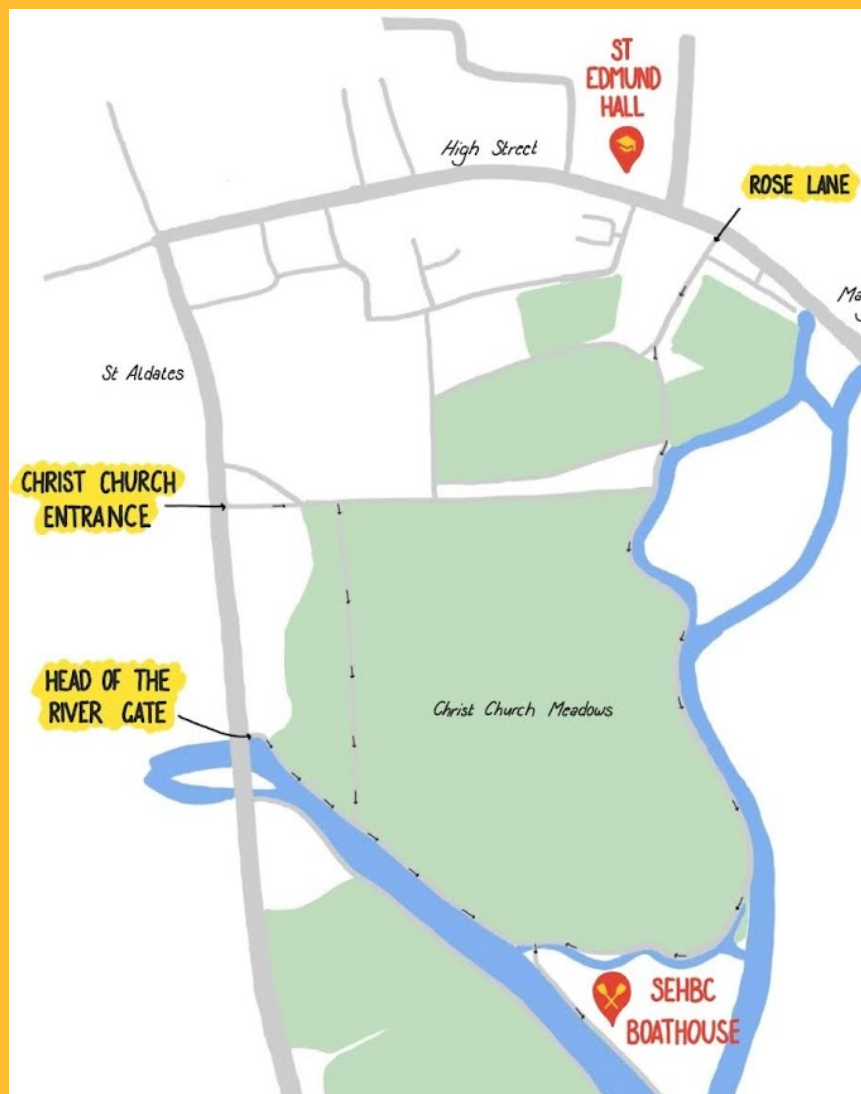 ST
EDMUND
HALL
High Street
ROSE LANE
St Aldates
CHRIST CHURCH
ENTRANCE
HEAD OF THE
RIVER GATE
Christ Church Meadows
SEHBC
BOATHOUSE